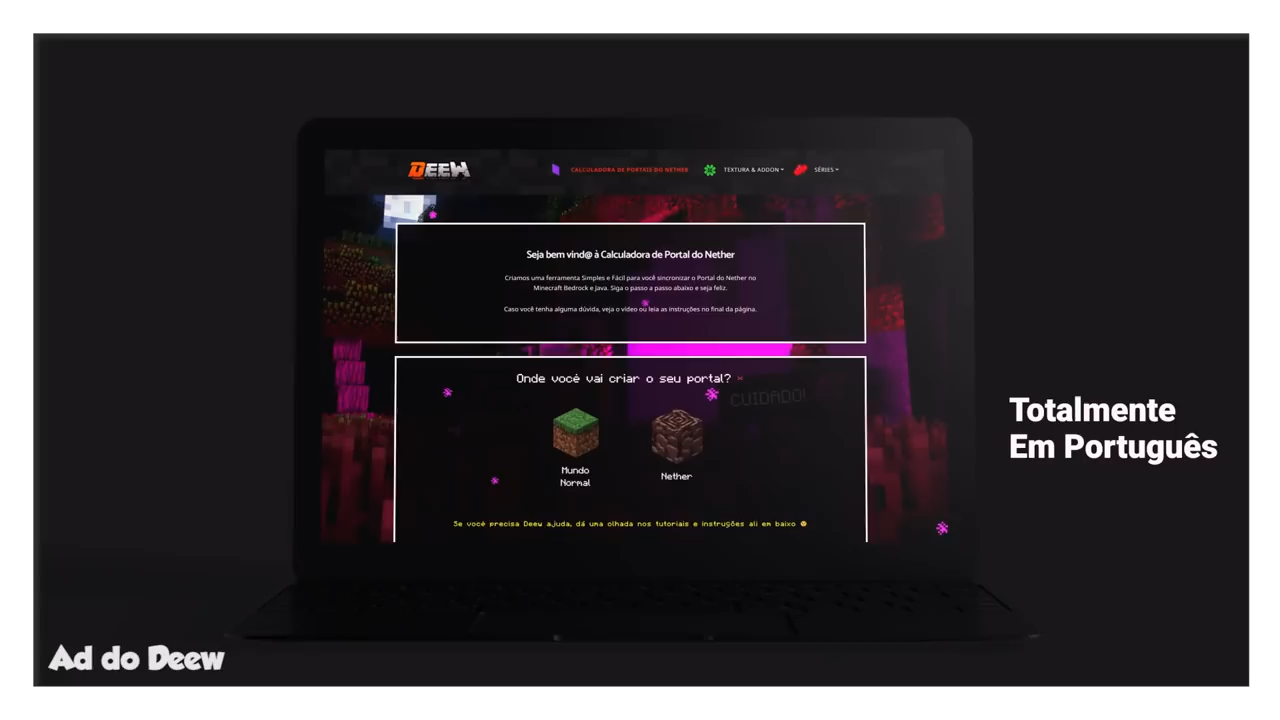 DEEW
CALCULADORA DE PORTAIS DO NETHER
TEXTURA & ADDON
SÉRIES
Seja bem vind@ à Calculadora de Portal do Nether
Criamos uma ferramenta Simples e Fácil para você sincronizar o Portal do Nether no
Minecraft Bedrock e Java. Siga o passo a passo abaixo e seja feliz.
Caso você tenha alguma dúvida, veja o vídeo ou leia as instruções no final da página.
Onde você vai criar o seu portal? *
CUIDADO!
Mundo
Normal
Nether
Se você precisa Deew ajuda, dá uma olhada nos tutoriais e instruções ali em baixo
Totalmente
Em Português
Ad do Deew